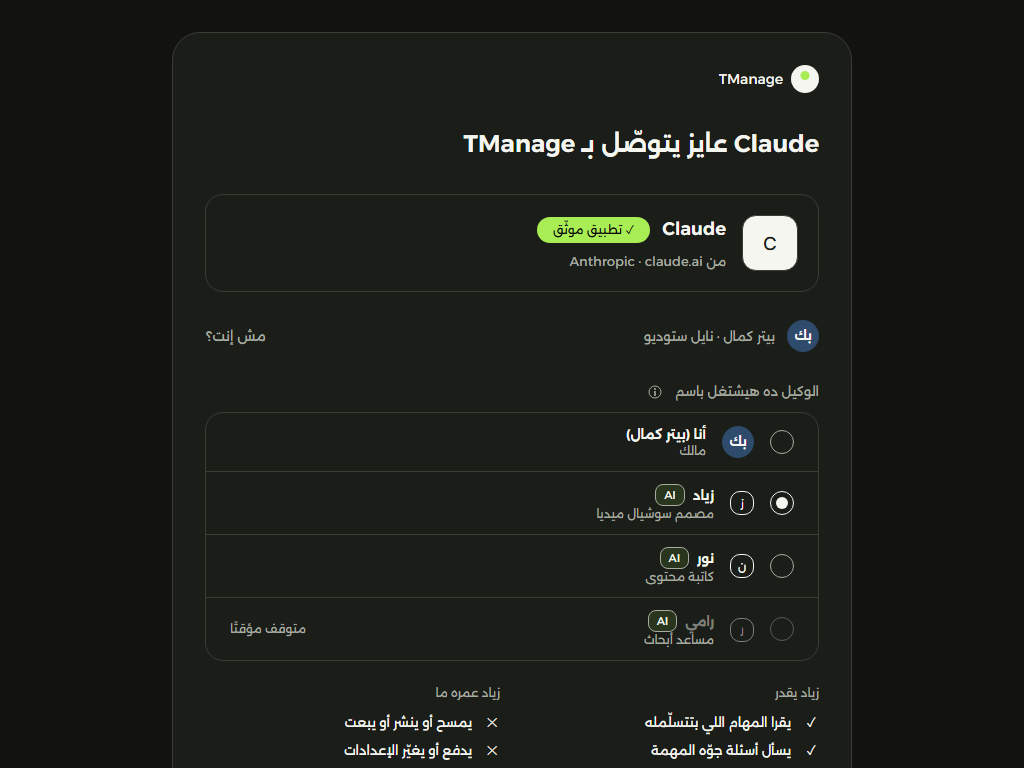 TManage
Claude عايز يتوصّل بـ TManage
C
Claude ✓ تطبيق موثّق
من Anthropic · claude.ai
بك بيتر كمال · نايل ستوديو مش إنت؟
الوكيل ده هيشتغل باسم
بك أنا (بيتر كمال)
مالك
ز زياد AI
مصمم سوشيال ميديا
ن نور AI
كاتبة محتوى
ر رامي AI متوقف مؤقتًا
مساعد أبحاث
زياد يقدر
✓ يقرا المهام اللي بتتسلّمله
✓ يسأل أسئلة جوّه المهمة
زياد عمره ما
✕ يمسح أو ينشر أو يبعت
✕ يدفع أو يغيّر الإعدادات